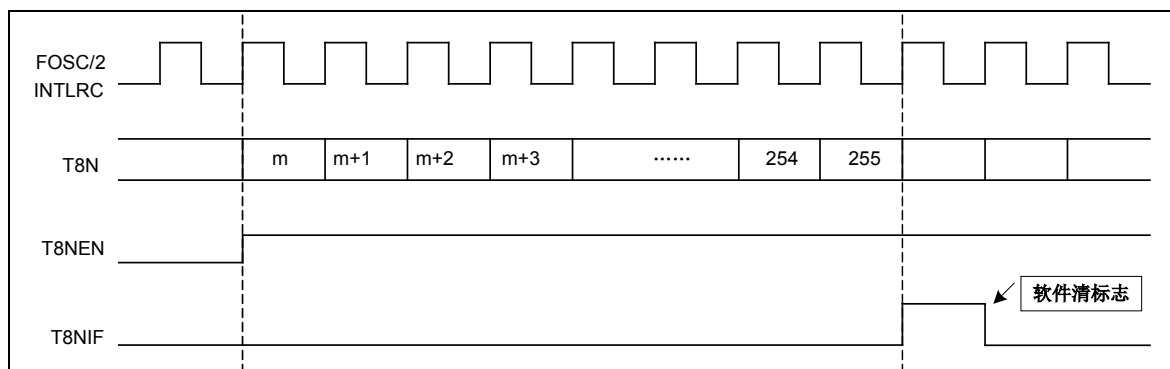 FOSC/2
INTLRC
T8N
m
m+1
m+2
m+3
······
254
255
T8NEN
软件清标志
T8NIF